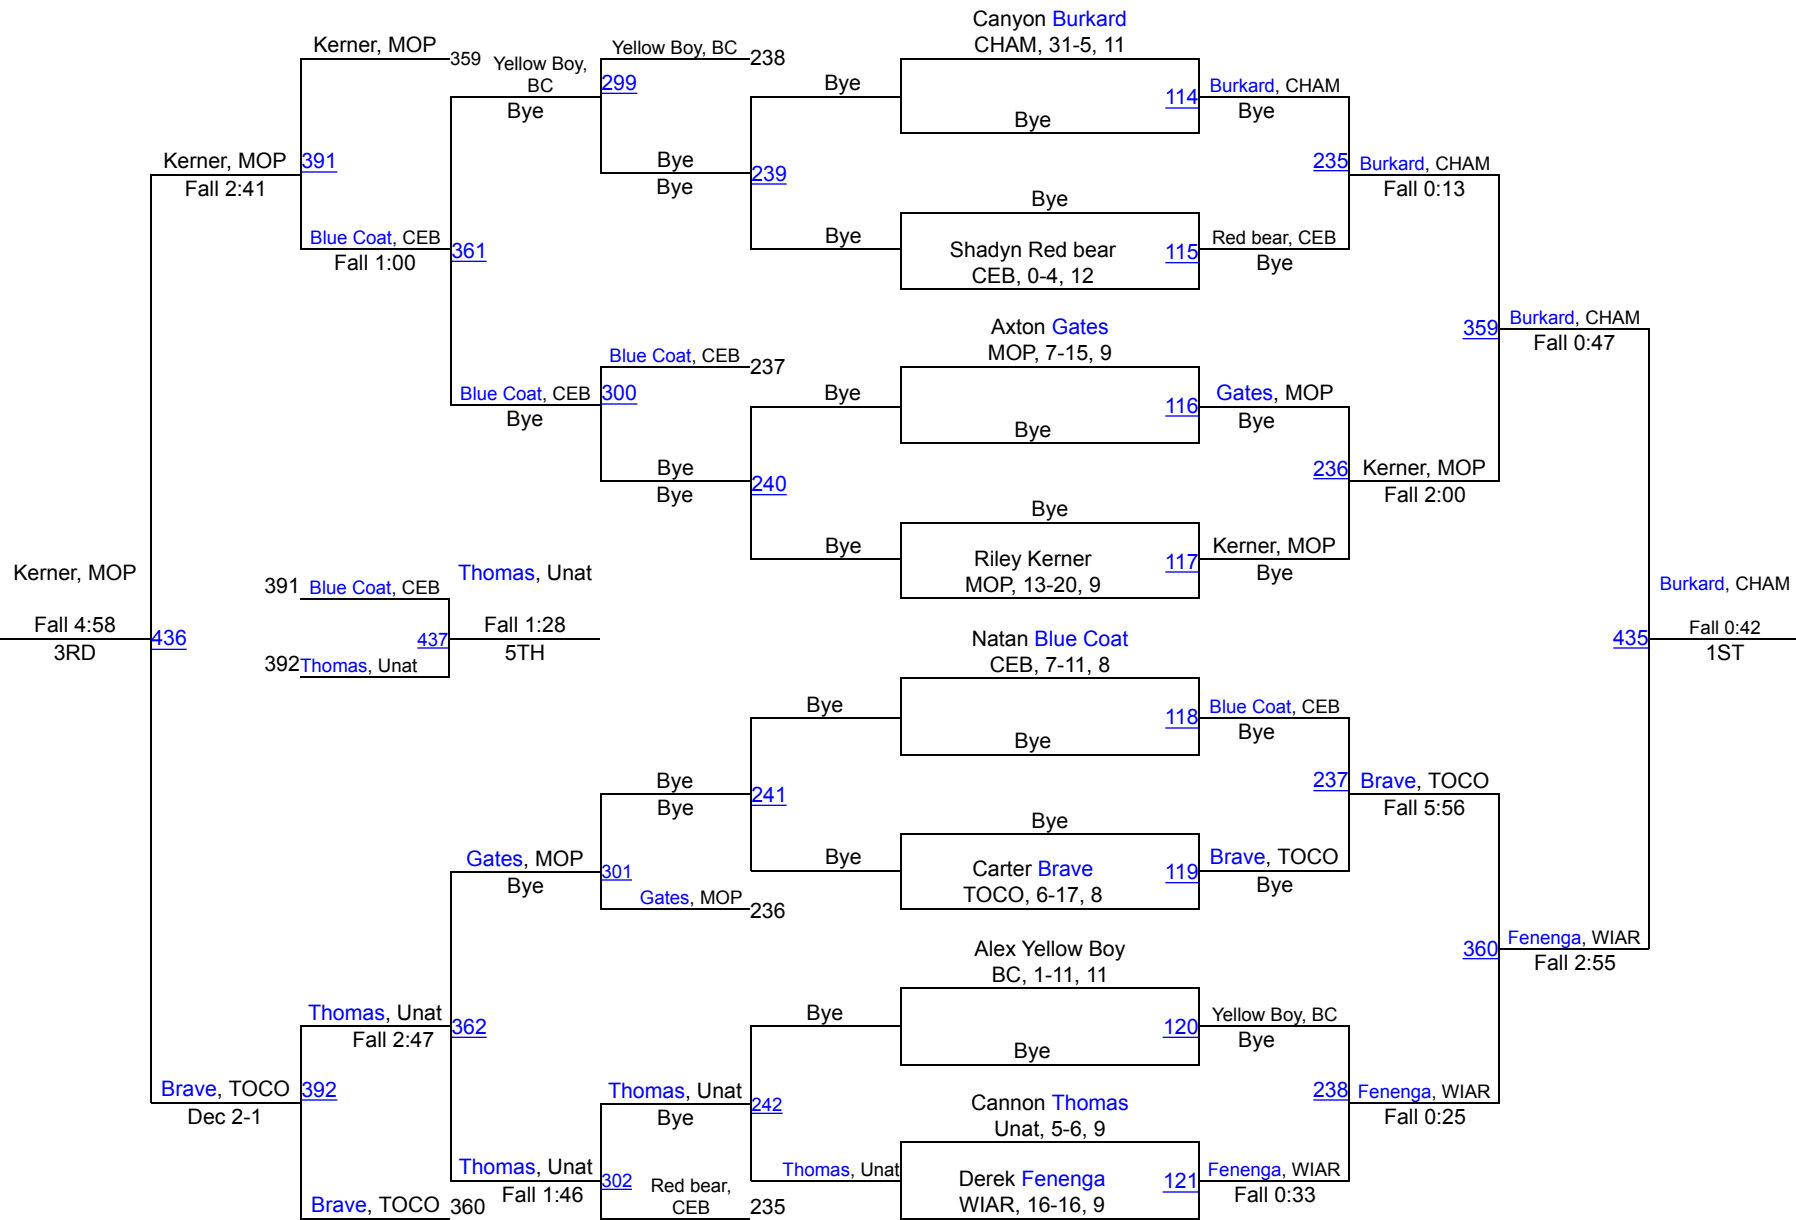 Canyon Burkard
CHAM, 31-5, 11
Kerner, MOP
359
Yellow Boy,
BC
Bye
Yellow Boy, BC
238
299
Bye
Bye
114
Burkard, CHAM
Bye
Kerner, MOP
391
Fall 2:41
Bye
Bye
239
235
Burkard, CHAM
Fall 0:13
Bye
Bye
Shadyn Red bear
CEB, 0-4, 12
115
Red bear, CEB
Bye
Blue Coat, CEB
Fall 1:00
361
Axton Gates
MOP, 7-15, 9
359
Burkard, CHAM
Fall 0:47
Blue Coat, CEB
237
Blue Coat, CEB
300
Bye
Bye
Bye
116
Gates, MOP
Bye
Bye
Bye
240
236
Kerner, MOP
Fall 2:00
Bye
Bye
Riley Kerner
MOP, 13-20, 9
117
Kerner, MOP
Bye
Kerner, MOP
Fall 4:58
3RD
436
391
Blue Coat, CEB
392
Thomas, Unat
437
Thomas, Unat
Fall 1:28
5TH
Burkard, CHAM
435
Fall 0:42
1ST
Natan Blue Coat
CEB, 7-11, 8
Bye
Bye
118
Blue Coat, CEB
Bye
Bye
Bye
241
237
Brave, TOCO
Fall 5:56
Bye
Bye
Carter Brave
TOCO, 6-17, 8
119
Brave, TOCO
Bye
Gates, MOP
Bye
301
Gates, MOP
236
Alex Yellow Boy
BC, 1-11, 11
360
Fenenga, WIAR
Fall 2:55
Thomas, Unat
Fall 2:47
362
Bye
Bye
120
Yellow Boy, BC
Bye
Brave, TOCO
Dec 2-1
392
Thomas, Unat
Bye
242
Cannon Thomas
Unat, 5-6, 9
238
Fenenga, WIAR
Fall 0:25
Thomas, Unat
Fall 1:46
302
Red bear,
CEB
235
Thomas, Unat
Derek Fenenga
WIAR, 16-16, 9
121
Fenenga, WIAR
Fall 0:33
Brave, TOCO
360